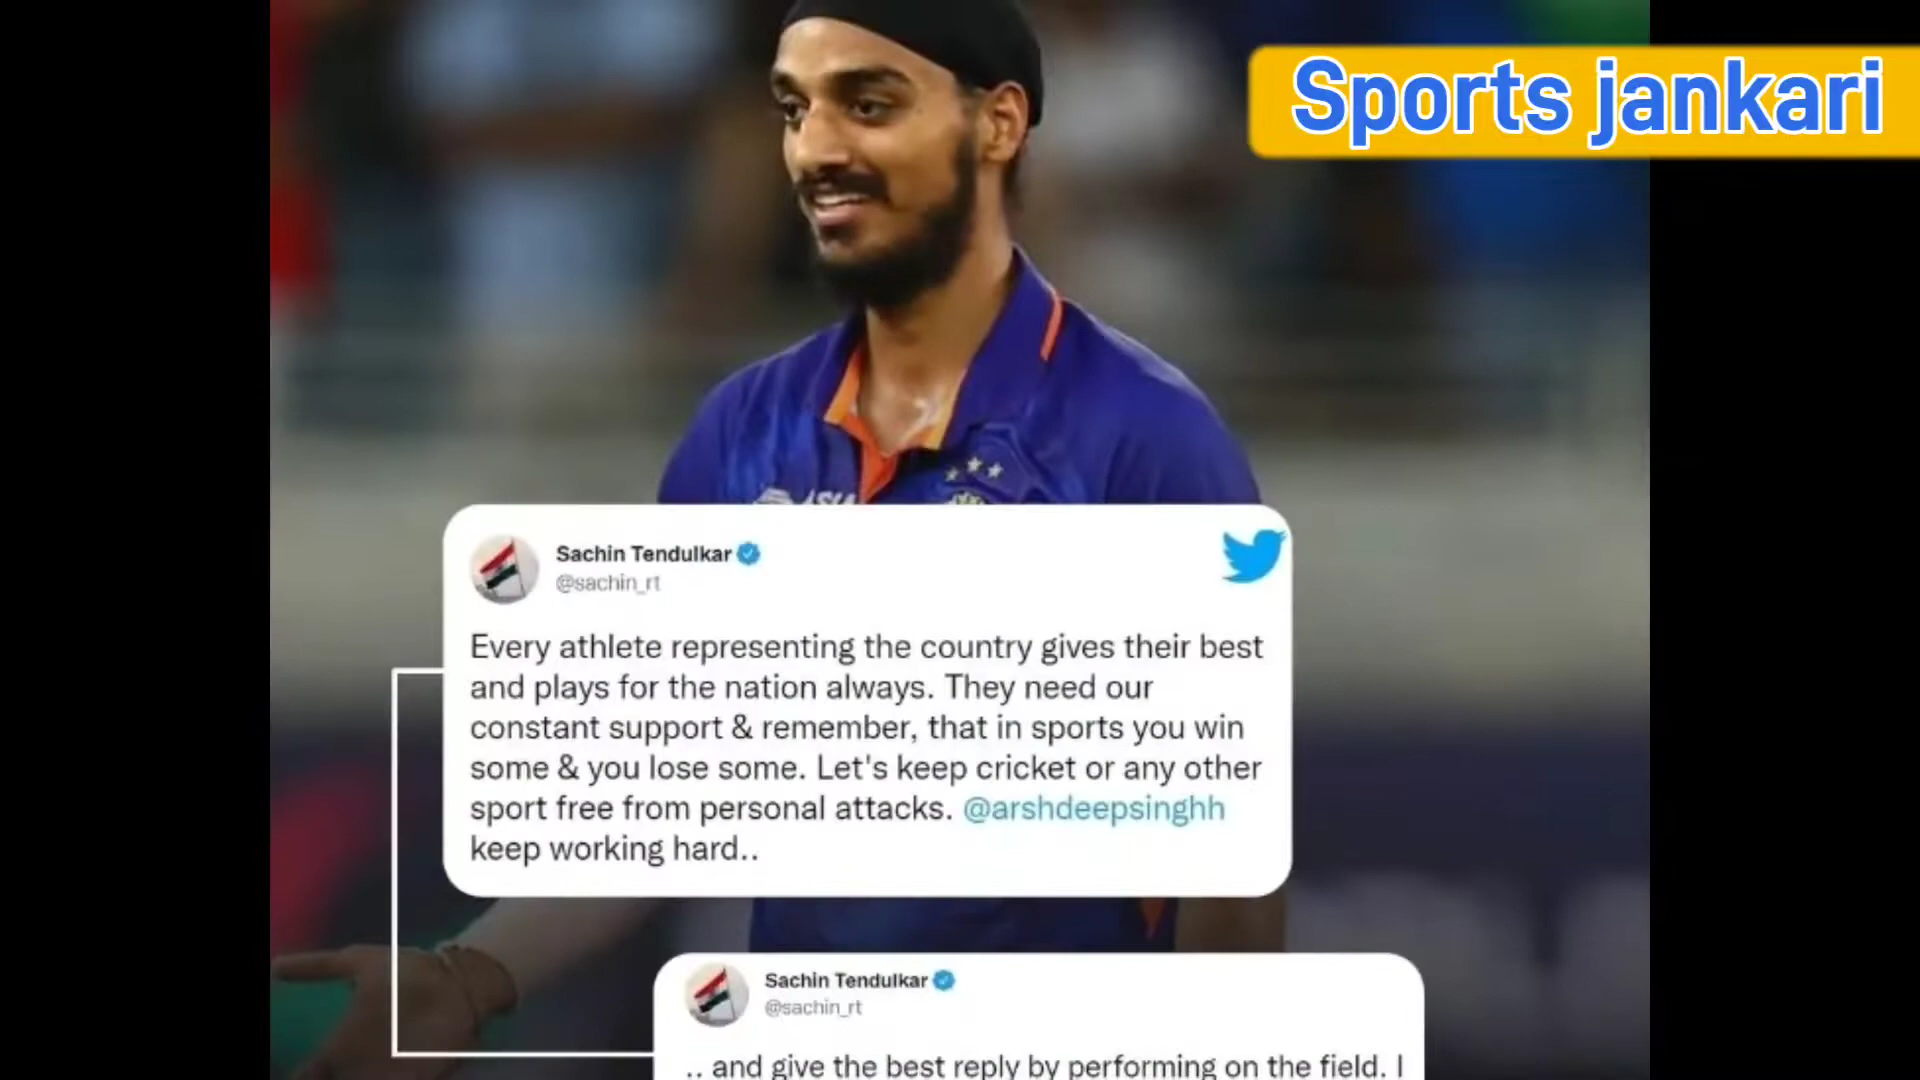 Sports jankari
ASIA
Sachin Tendulkar
@sachin_rt
Every athlete representing the country gives their best
and plays for the nation always. They need our
constant support & remember, that in sports you win
some & you lose some. Let's keep cricket or any other
sport free from personal attacks. @arshdeepsinghh
keep working hard..
Sachin Tendulkar
@sachin_rt
.. and give the best reply by performing on the field. I